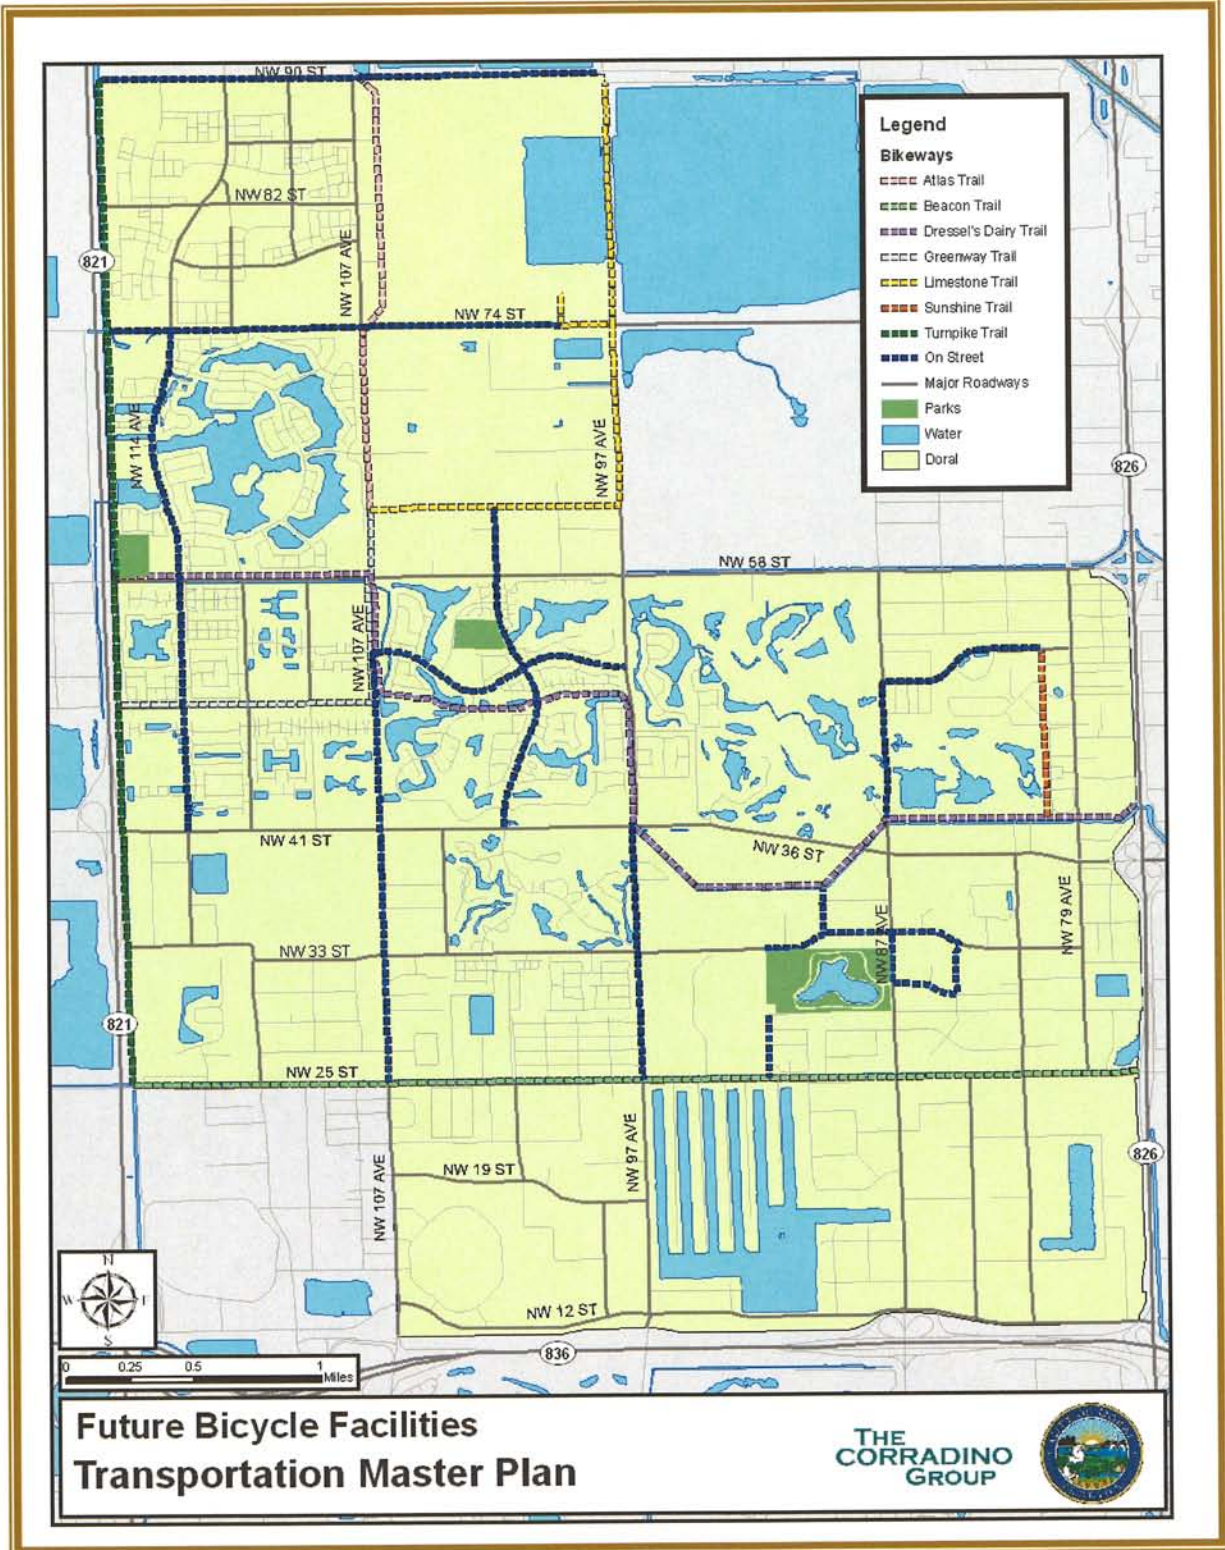 NW 90 ST
Legend
Bikeways
Atlas Trail
Beacon Trail
Dressel's Dairy Trail
Greenway Trail
Limestone Trail
Sunshine Trail
Turnpike Trail
On Street
Major Roadways
Parks
Water
Doral
NW 82 ST
821
NW 107 AVE
NW 74 ST
NW 114 AVE
NW 97 AVE
826
NW 58 ST
NW 107 AVE
NW 41 ST
NW 36 ST
NW 87 AVE
NW 79 AVE
NW 33 ST
821
NW 25 ST
NW 97 AVE
NW 107 AVE
NW 19 ST
826
N
W E
S
NW 12 ST
836
0 0.25 0.5 1
Miles
Future Bicycle Facilities
Transportation Master Plan
THE
CORRADINO
GROUP